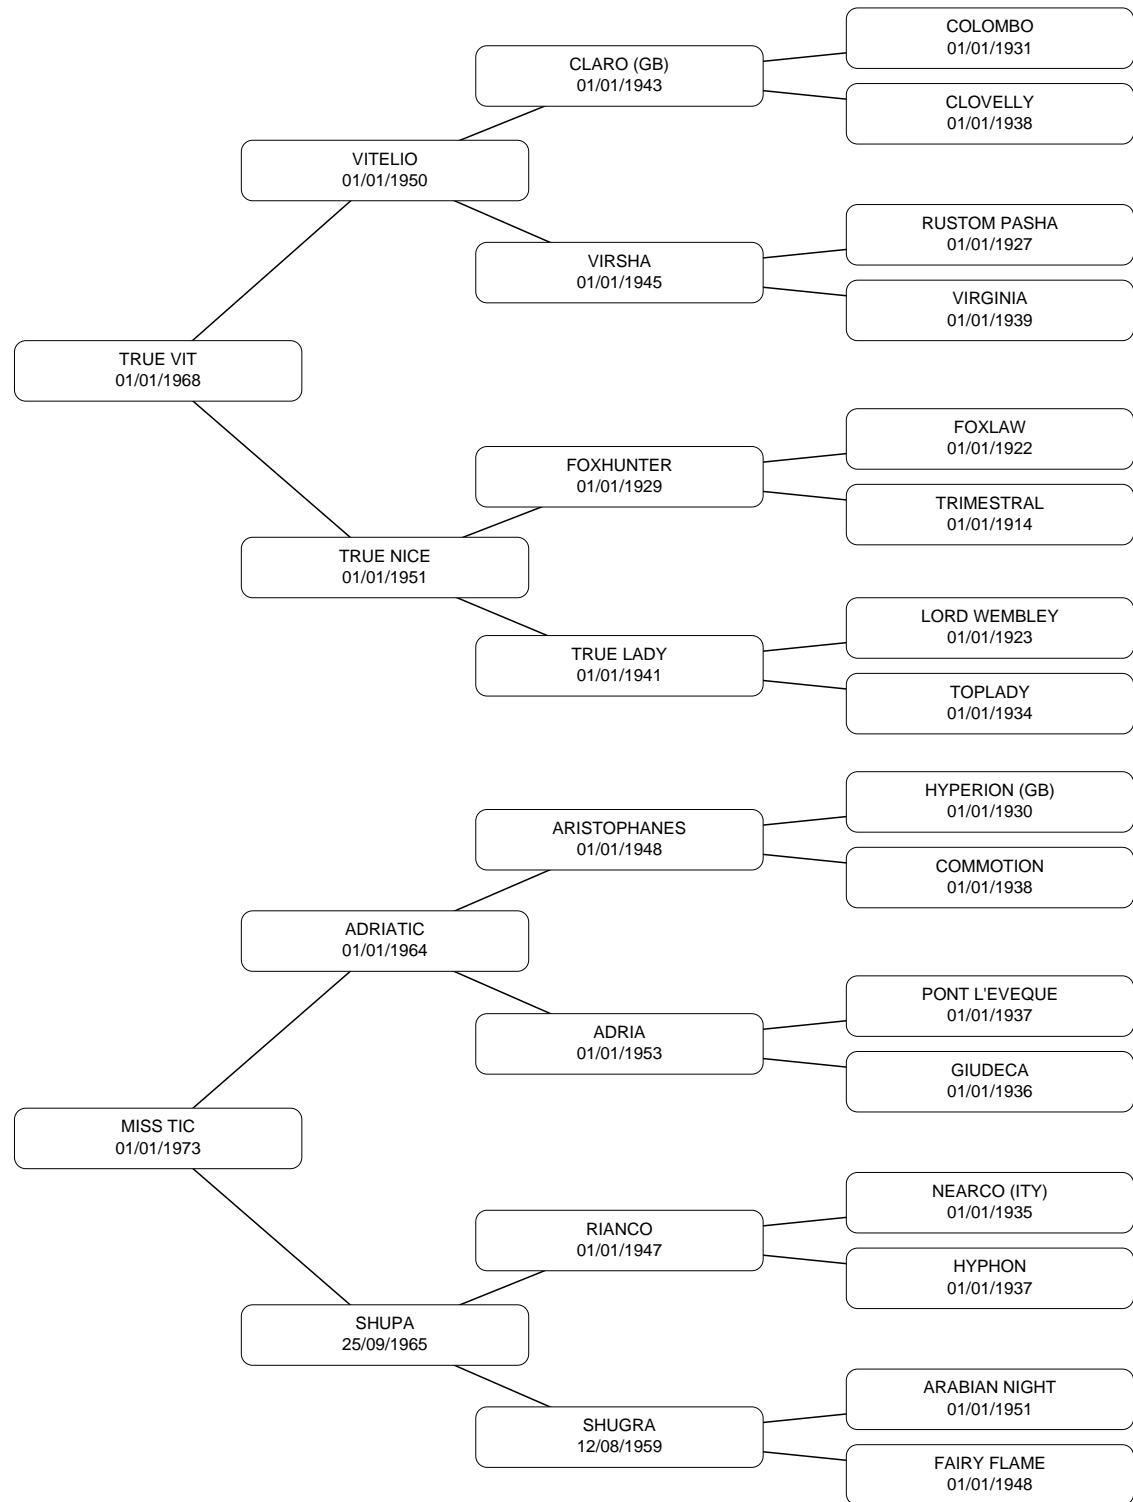 COLOMBO
01/01/1931
CLARO (GB)
01/01/1943
CLOVELLY
01/01/1938
VITELIO
01/01/1950
RUSTOM PASHA
01/01/1927
VIRSHA
01/01/1945
VIRGINIA
01/01/1939
TRUE VIT
01/01/1968
FOXLAW
01/01/1922
FOXHUNTER
01/01/1929
TRIMESTRAL
01/01/1914
TRUE NICE
01/01/1951
LORD WEMBLEY
01/01/1923
TRUE LADY
01/01/1941
TOPLADY
01/01/1934
HYPERION (GB)
01/01/1930
ARISTOPHANES
01/01/1948
COMMOTION
01/01/1938
ADRIATIC
01/01/1964
PONT L'EVEQUE
01/01/1937
ADRIA
01/01/1953
GIUDECA
01/01/1936
MISS TIC
01/01/1973
NEARCO (ITY)
01/01/1935
RIANCO
01/01/1947
HYPHON
01/01/1937
SHUPA
25/09/1965
ARABIAN NIGHT
01/01/1951
SHUGRA
12/08/1959
FAIRY FLAME
01/01/1948